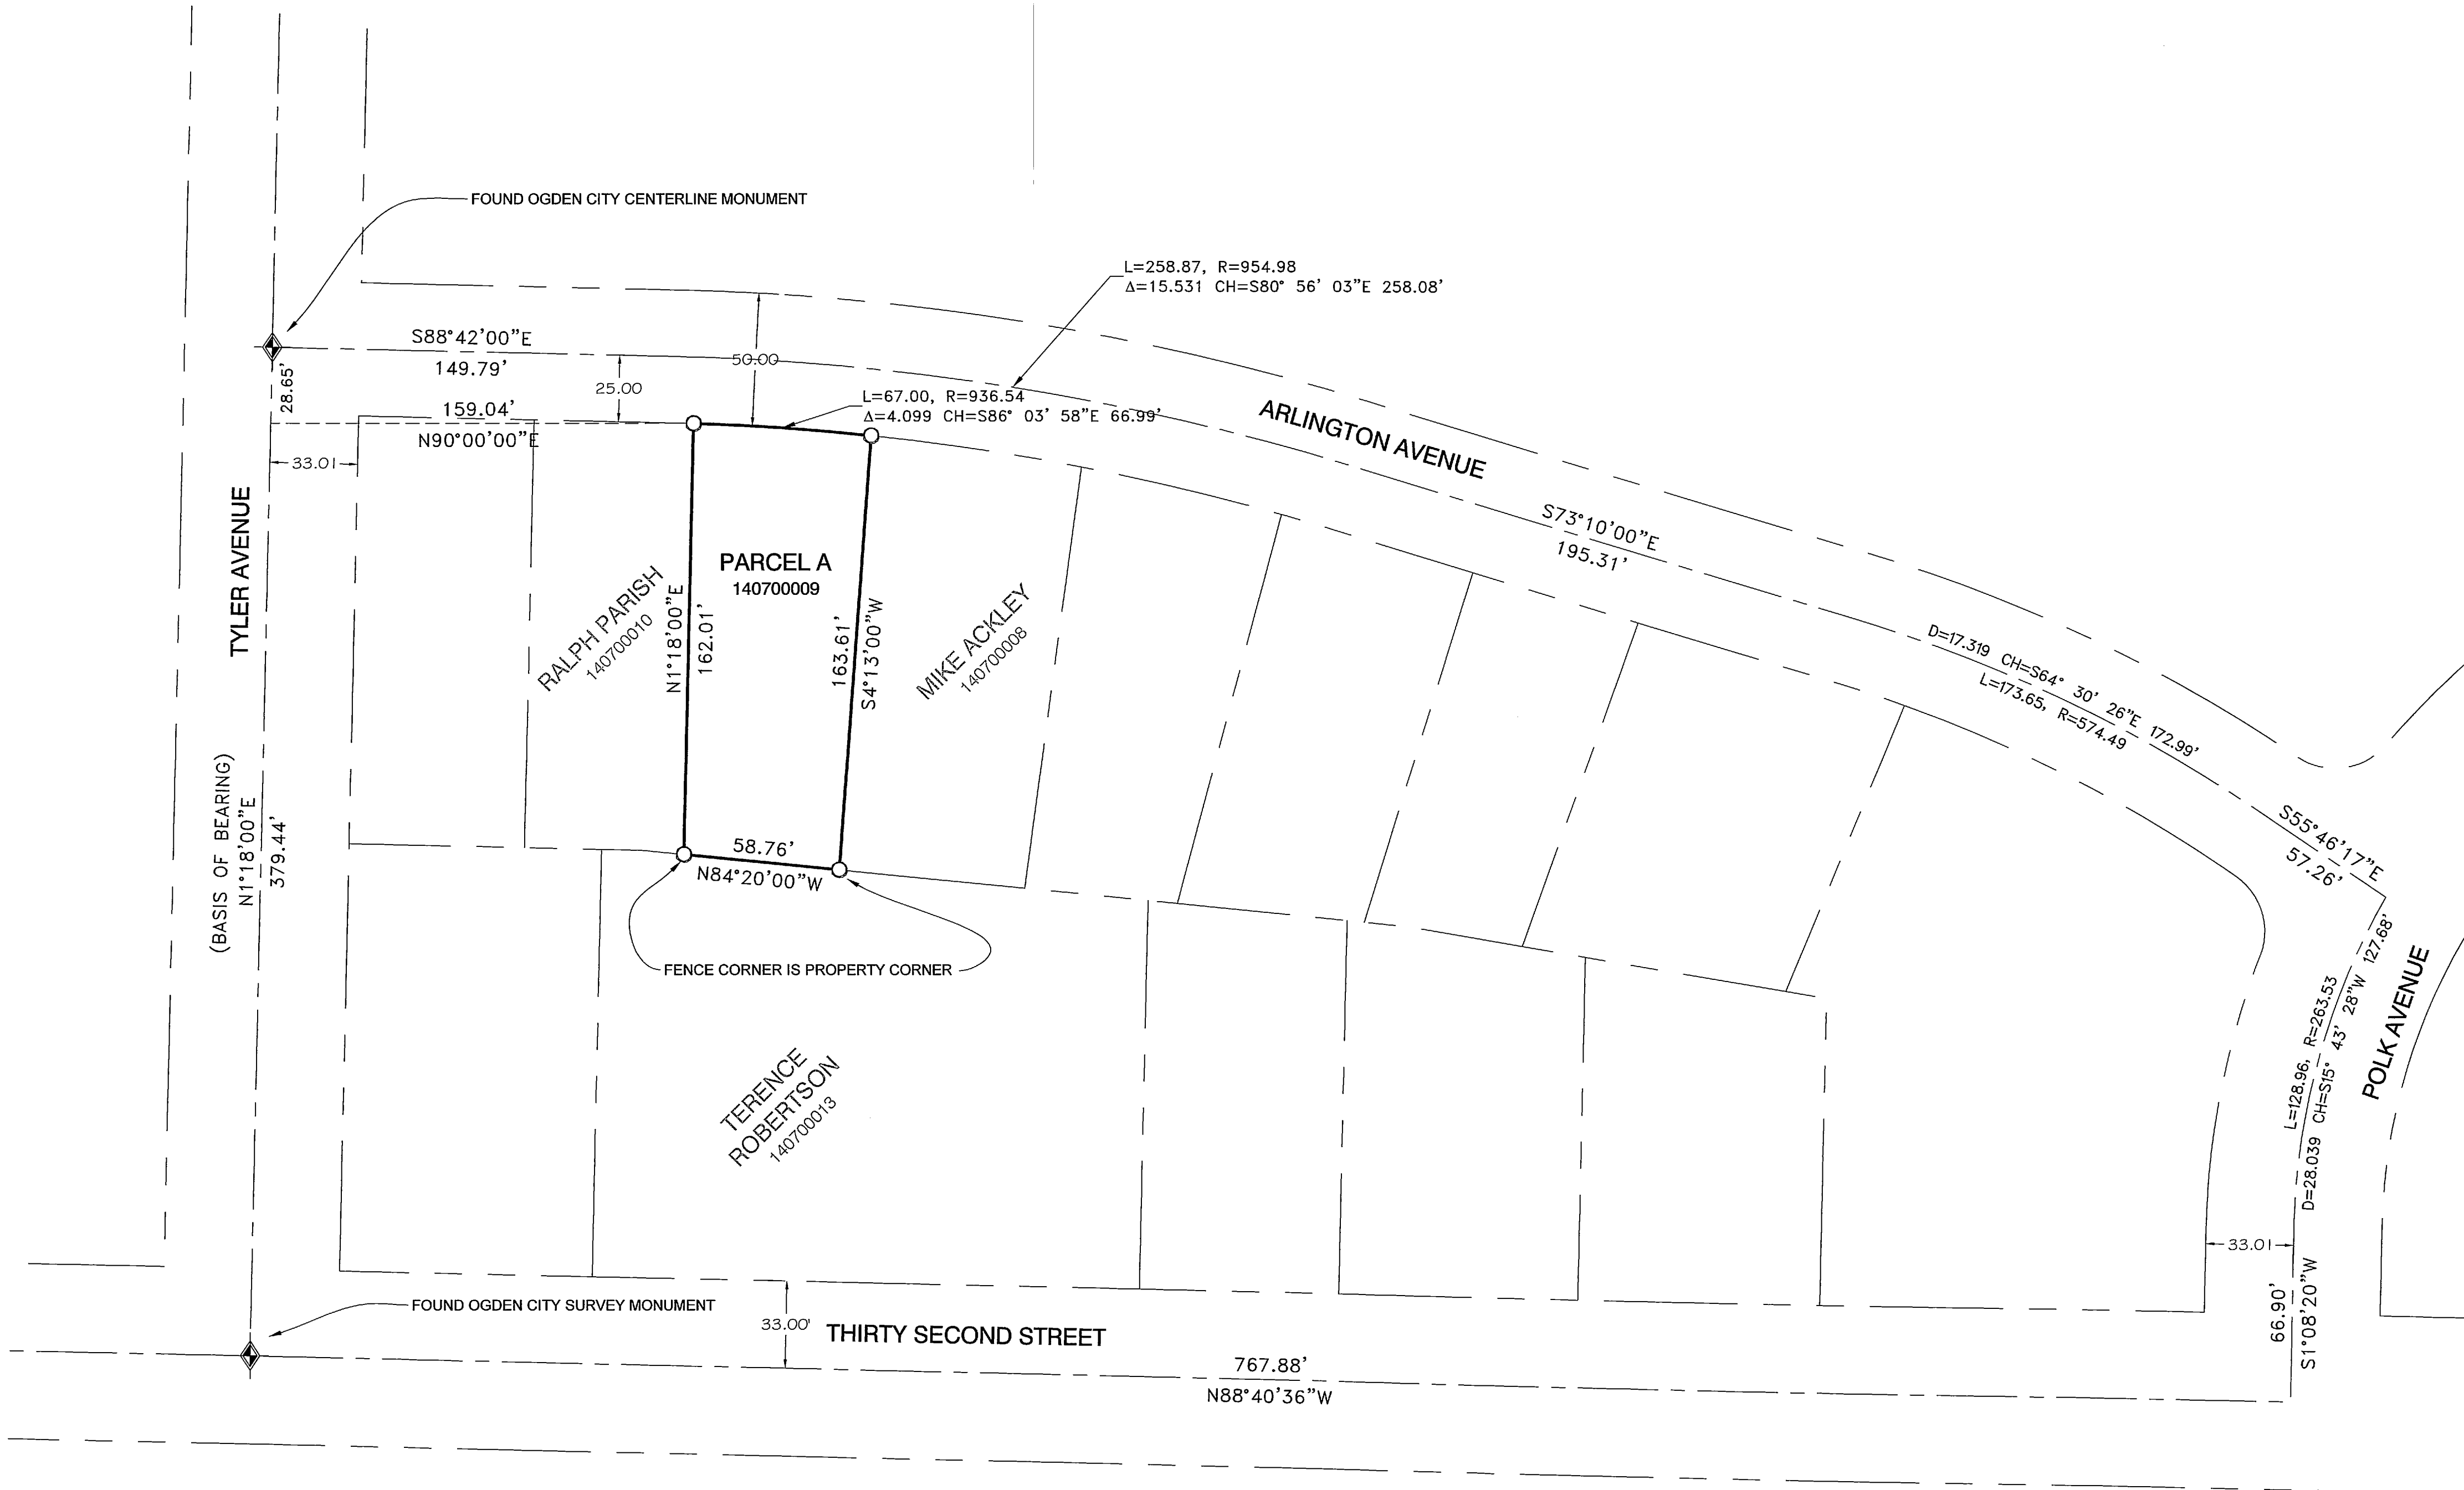 FOUND OGDEN CITY CENTERLINE MONUMENT
L=258.87, R=954.98
Δ=15.531 CH=S80° 56' 03"E 258.08'
S88°42'00"E
149.79'
28.65'
50.00
25.00
159.04'
N90°00'00"E
L=67.00, R=936.54
Δ=4.099 CH=S86° 03' 58"E 66.99'
33.01
ARLINGTON AVENUE
S73°10'00"E
195.31'
TYLER AVENUE
PARCEL A
140700009
RALPH PARISH
140700010
N1°18'00"E
162.01'
163.61'
S4°13'00"W
MIKE ACKLEY
140700008
D=17.319 CH=S64° 30' 26"E 172.99'
L=173.65, R=574.49
S55°46'17"E
57.26'
(BASIS OF BEARING)
N1°18'00"E
379.44'
58.76'
N84°20'00"W
FENCE CORNER IS PROPERTY CORNER
L=128.96, R=263.53
D=28.039 CH=S15° 43' 28"W 127.68'
POLK AVENUE
TERENCE
ROBERTSON
140700013
33.01
66.90'
S1°08'20"W
FOUND OGDEN CITY SURVEY MONUMENT
33.00'
THIRTY SECOND STREET
767.88'
N88°40'36"W